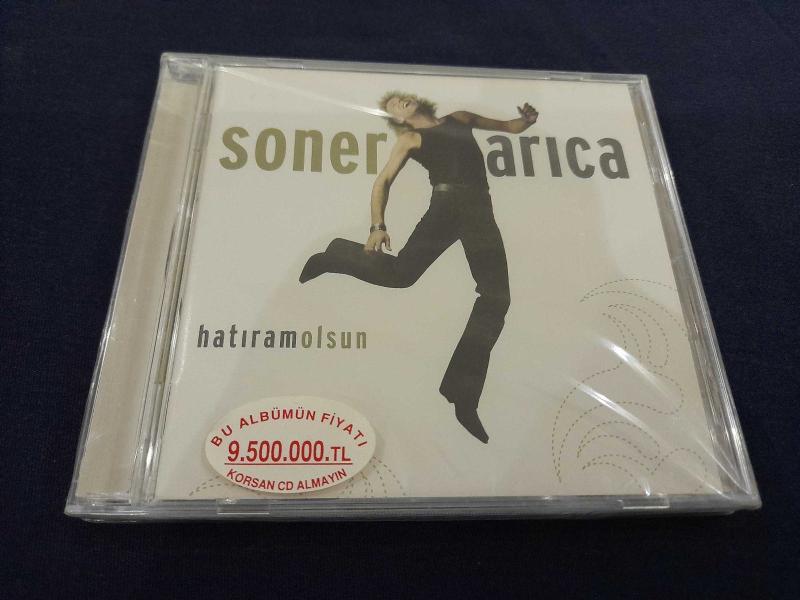 soner arıca
hatıramolsun
BU ALBÜMÜN FİYATI
9.500.000.TL
KORSAN CD ALMAYIN